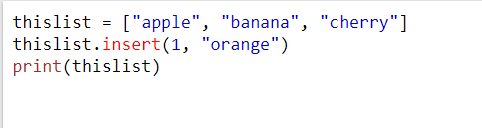 thislist = ["apple", "banana", "cherry"]
thislist.insert(1, "orange")
print(thislist)